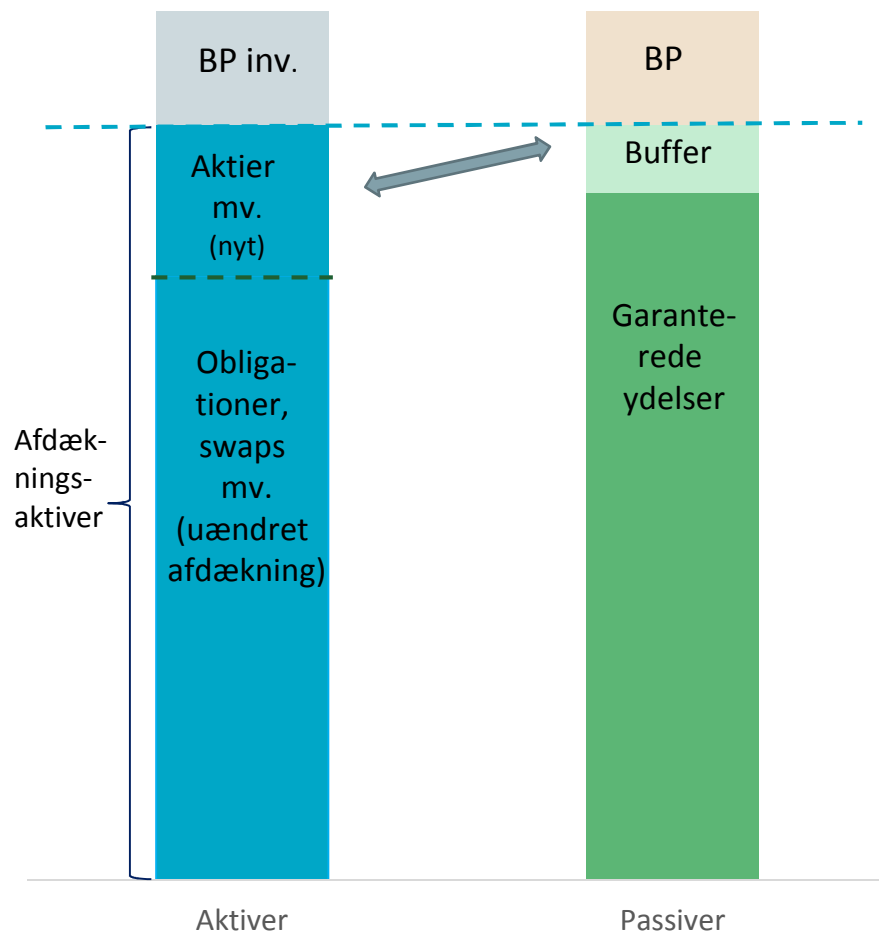 BP inv.
Aktier
mv.
(nyt)
Obliga-
tioner,
swaps
mv.
(uændret
afdækning)
Afdæk-
nings-
aktiver
BP
Buffer
Garante-
rede
ydelser
Aktiver
Passiver